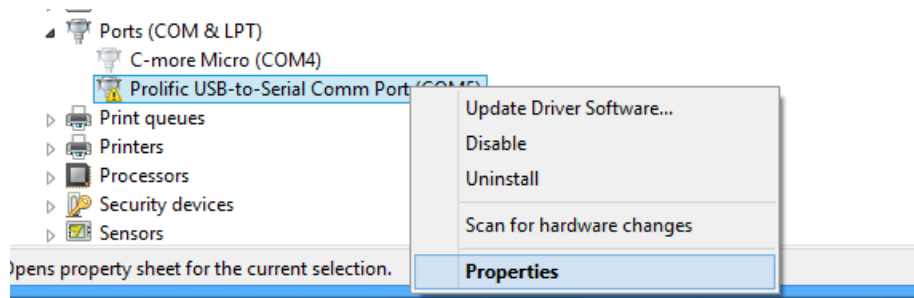 Ports (COM & LPT)
C-more Micro (COM4)
Prolific USB-to-Serial Comm Port (COM5)
Print queues
Printers
Processors
Security devices
Sensors
Opens property sheet for the current selection.
Update Driver Software...
Disable
Uninstall
Scan for hardware changes
Properties